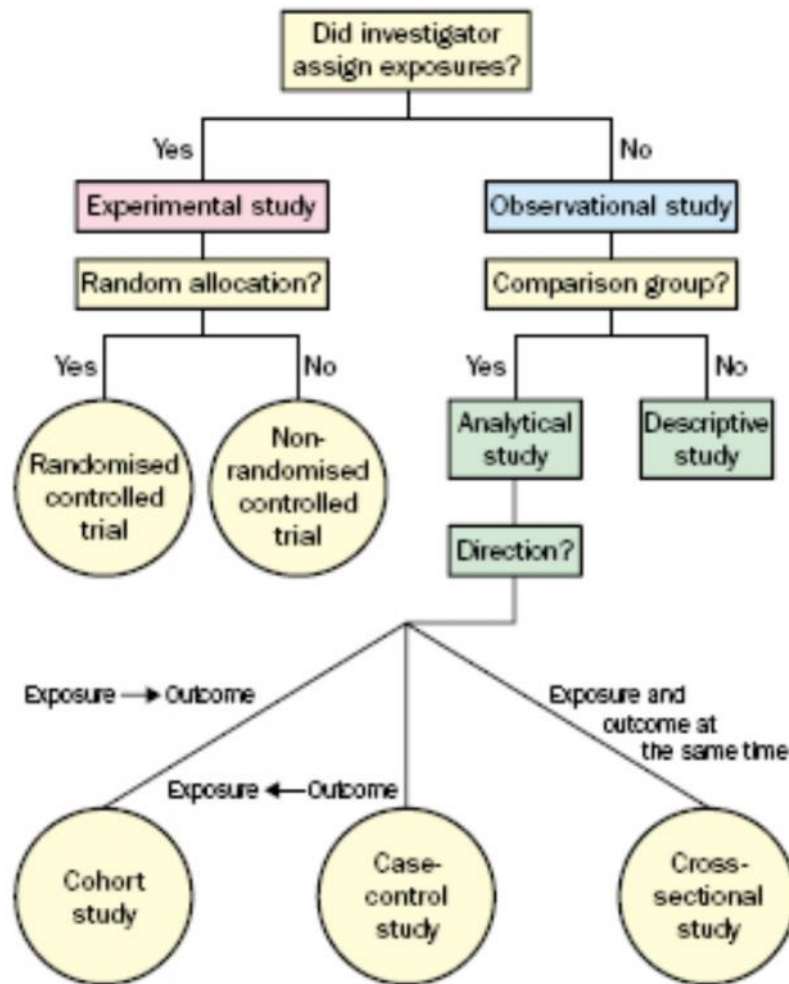 Did investigator
assign exposures?
Yes
No
Experimental study
Observational study
Random allocation?
Comparison group?
Yes
No
Yes
No
Randomised
controlled
trial
Non-
randomised
controlled
trial
Analytical
study
Descriptive
study
Direction?
Exposure → Outcome
Exposure ← Outcome
Exposure and
outcome at
the same time
Cohort
study
Case-
control
study
Cross-
sectional
study